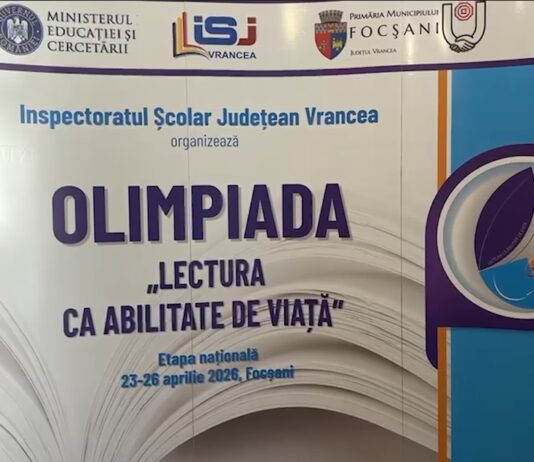 MINISTERUL
EDUCAȚIEI ȘI
CERCETĂRII
ISJ
VRANCEA
PRIMĂRIA MUNICIPIULUI
FOCȘANI
JUDEȚUL VRANCEA
Inspectoratul Școlar Județean Vrancea
organizează
OLIMPIADA
„LECTURA
CA ABILITATE DE VIAȚĂ”
Etapa națională
23-26 aprilie 2026, Focșani